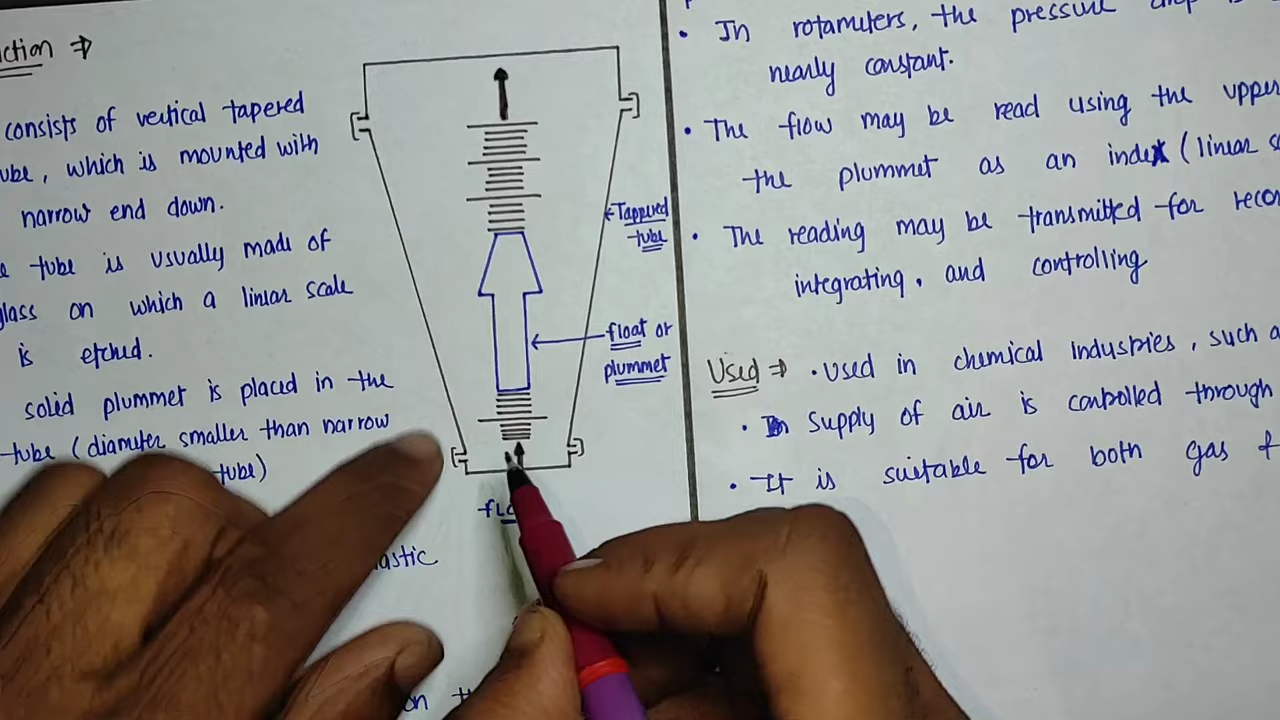 ction ⇒
consists of vertical tapered
ube, which is mounted with
narrow end down.
tube is usually made of
glass on which a linear scale
is etched.
solid plummet is placed in the
tube (diameter smaller than narrow
tube)
astic
on
Tappered
tube
float or
plummet
• In rotameters, the pressure
nearly constant.
• The flow may be read using the upper
the plummet as an index (linear
• The reading may be transmitted for recor
integrating, and controlling
Used ⇒ • Used in chemical industries, such a
• Supply of air is controlled through
• It is suitable for both gas &